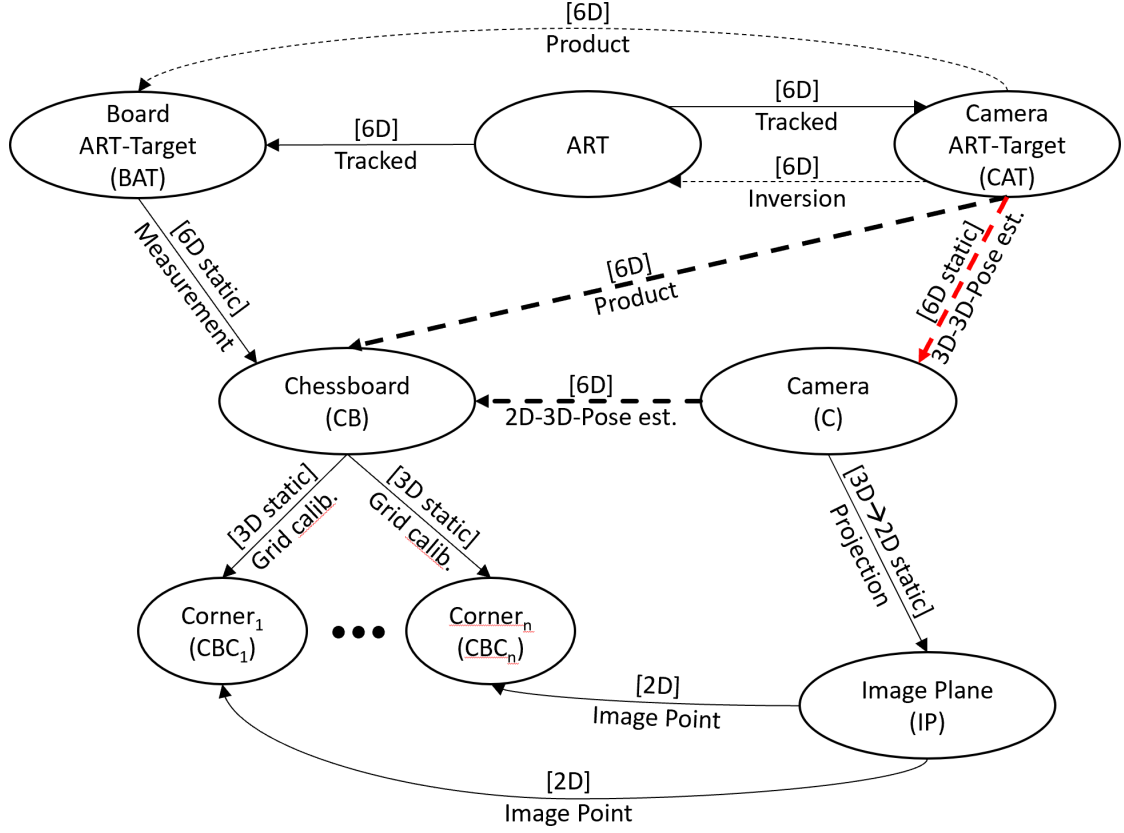 [6D]
Product
Board
ART-Target
(BAT)
[6D]
Tracked
ART
[6D]
Tracked
[6D]
Inversion
Camera
ART-Target
(CAT)
[6D static]
Measurement
[6D]
Product
[6D static]
3D-3D-Pose est.
Chessboard
(CB)
[6D]
2D-3D-Pose est.
Camera
(C)
[3D static]
Grid calib.
[3D static]
Grid calib.
[3D→2D static]
Projection
Corner₁
(CBC₁)
Cornerₙ
(CBCₙ)
[2D]
Image Point
Image Plane
(IP)
[2D]
Image Point